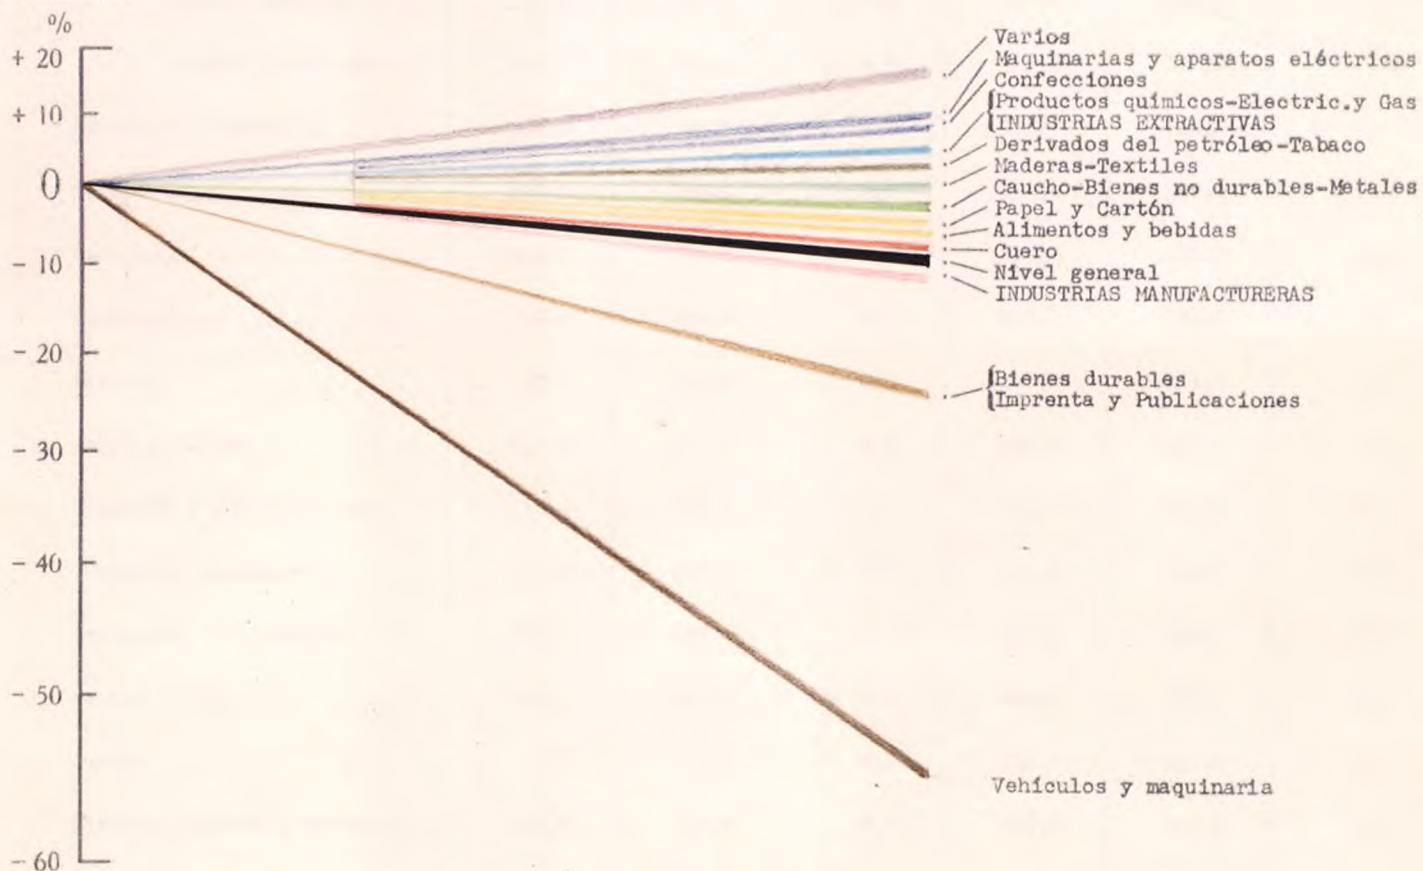 %
+ 20
+ 10
0
- 10
- 20
- 30
- 40
- 50
- 60
Varios
Maquinarias y aparatos eléctricos
Confecciones
Productos químicos-Electric.y Gas
INDUSTRIAS EXTRACTIVAS
Derivados del petróleo-Tabaco
Maderas-Textiles
Caucho-Bienes no durables-Metales
Papel y Cartón
Alimentos y bebidas
Cuero
Nivel general
INDUSTRIAS MANUFACTURERAS
Bienes durables
Imprenta y Publicaciones
Vehículos y maquinaria